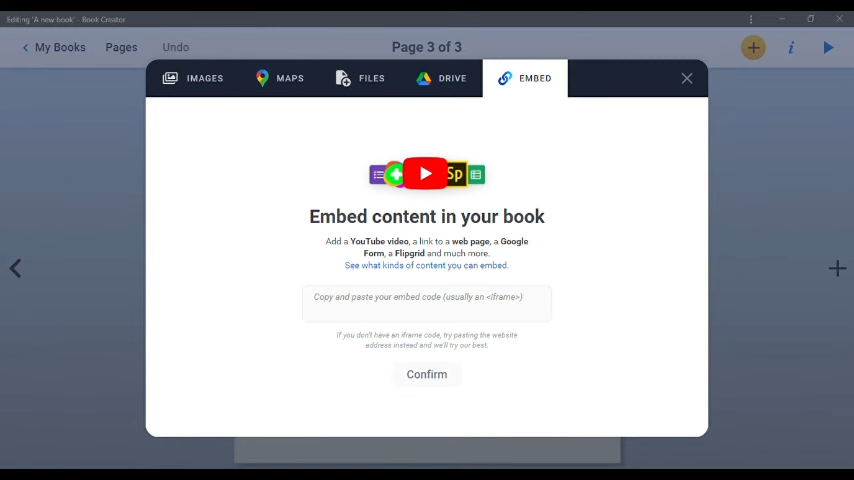 Editing 'A new book' - Book Creator
My Books Pages Undo Page 3 of 3
IMAGES MAPS FILES DRIVE EMBED
Sp
Embed content in your book
Add a YouTube video, a link to a web page, a Google
Form, a Flipgrid and much more.
See what kinds of content you can embed.
Copy and paste your embed code (usually an <iframe>)
If you don't have an iframe code, try pasting the website
address instead and we'll try our best.
Confirm